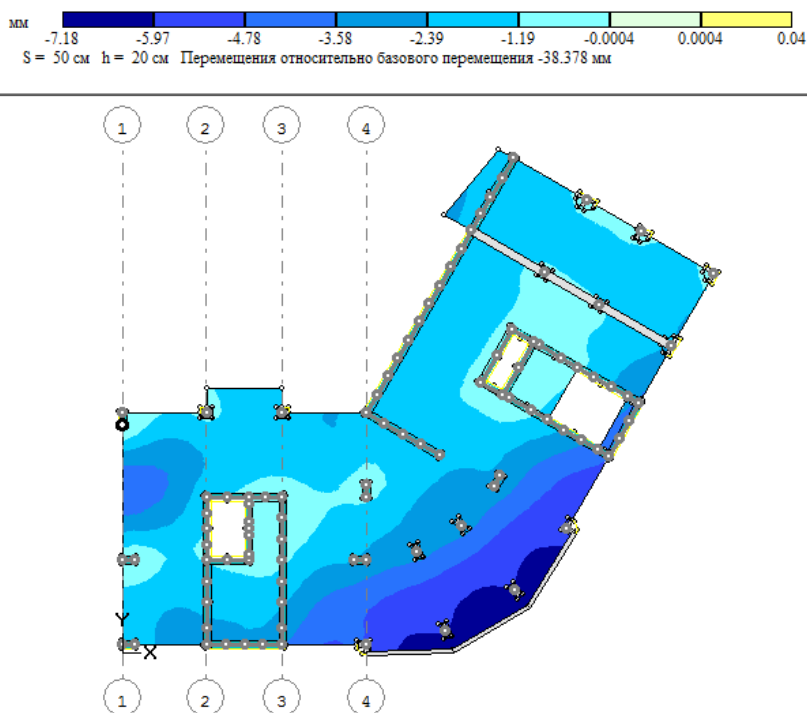 мм
-7.18 -5.97 -4.78 -3.58 -2.39 -1.19 -0.0004 0.0004 0.04
S = 50 см h = 20 см Перемещения относительно базового перемещения -38.378 мм
1 2 3 4
Y
X
1 2 3 4